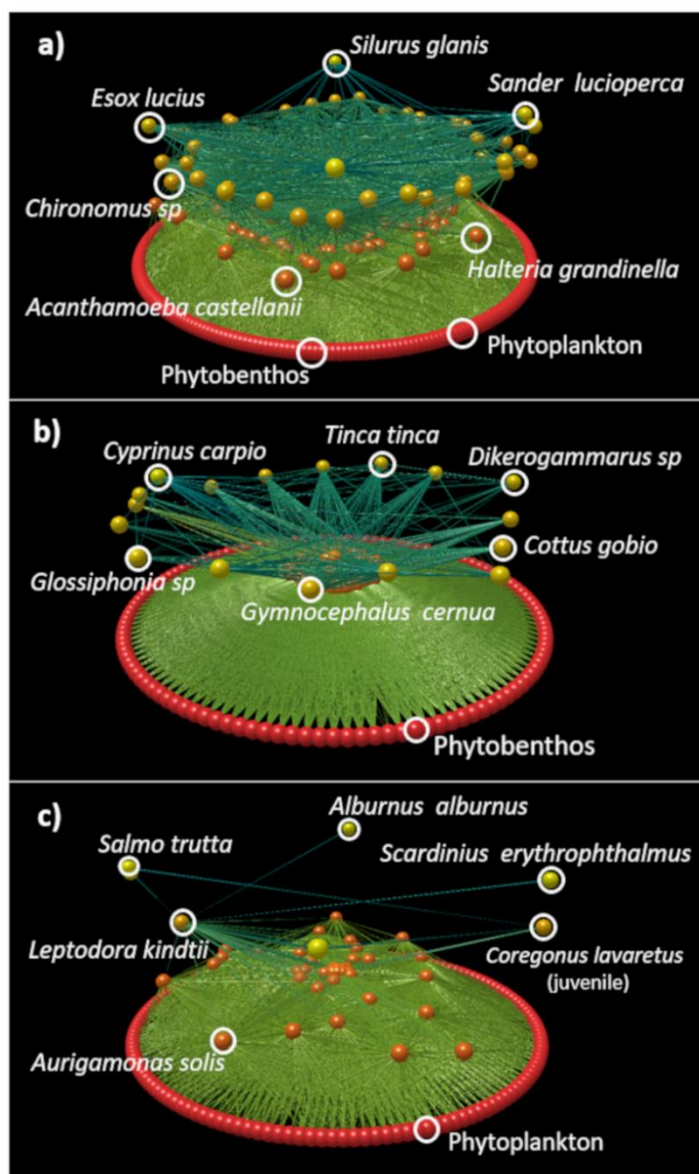 a)
Silurus glanis
Esox lucius
Sander lucioperca
Chironomus sp
Halteria grandinella
Acanthamoeba castellanii
Phytoplankton
Phytobenthos
b)
Cyprinus carpio
Tinca tinca
Dikerogammarus sp
Cottus gobio
Glossiphonia sp
Gymnocephalus cernua
Phytobenthos
c)
Alburnus alburnus
Salmo trutta
Scardinius erythrophthalmus
Leptodora kindtii
Coregonus lavaretus
(juvenile)
Aurigamonas solis
Phytoplankton